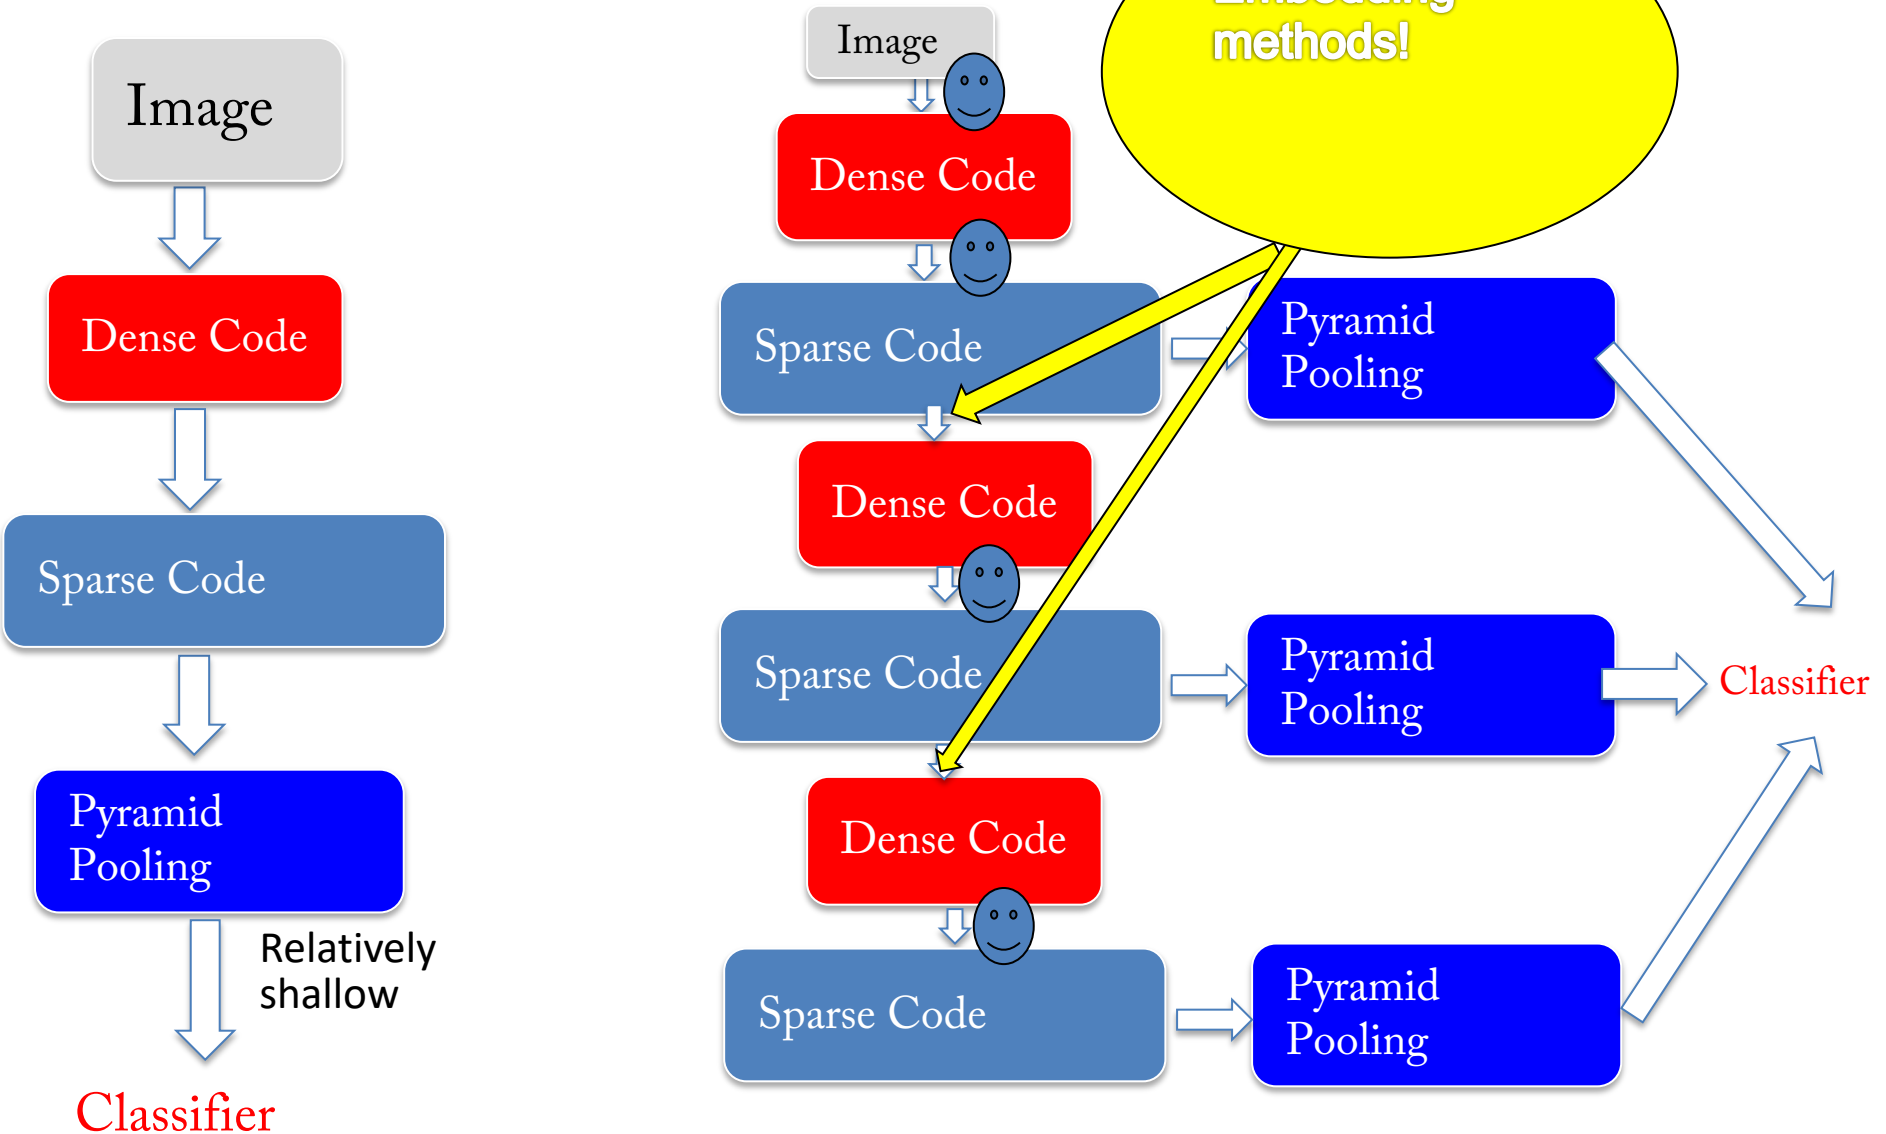 Image
Dense Code
Sparse Code
Pyramid
Pooling
Relatively
shallow
Classifier
Image
Dense Code
Sparse Code
Pyramid
Pooling
Dense Code
Sparse Code
Pyramid
Pooling
Dense Code
Sparse Code
Pyramid
Pooling
Classifier
Embedding
methods!